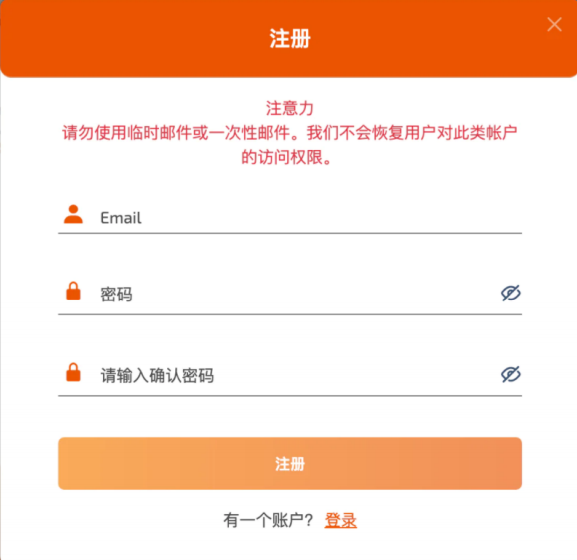 注册
注意力
请勿使用临时邮件或一次性邮件。我们不会恢复用户对此类帐户
的访问权限。
Email
密码
请输入确认密码
注册
有一个账户? 登录